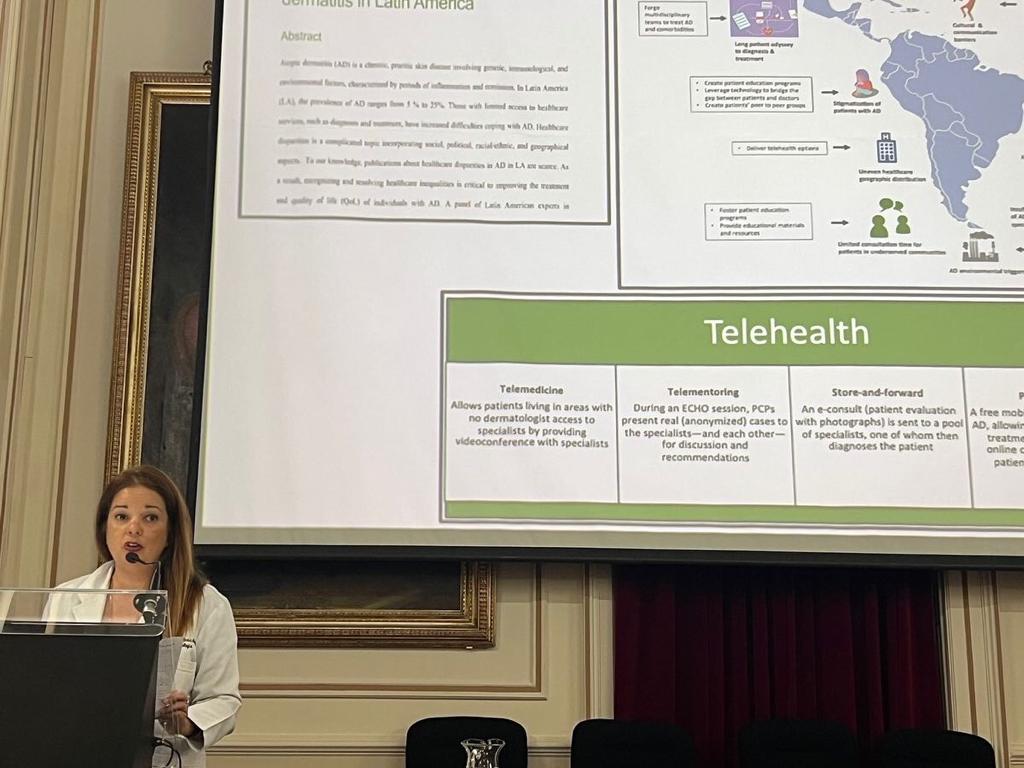 dermatitis in Latin America
Abstract
Atopic dermatitis (AD) is a chronic, pruritic skin disease involving genetic, immunological, and
environmental factors, characterized by periods of inflammation and remission. In Latin America
(LA), the prevalence of AD ranges from 5 % to 25%. Those with limited access to healthcare
services, such as diagnosis and treatment, have increased difficulties coping with AD. Healthcare
disparities is a complicated topic incorporating social, political, racial-ethnic, and geographical
aspects. To our knowledge, publications about healthcare disparities in AD in LA are scarce. As
a result, recognizing and resolving healthcare inequalities is critical to improving the treatment
and quality of life (QoL) of individuals with AD. A panel of Latin American experts in
Forge
multidisciplinary
teams to treat AD
and comorbidities
Long patient odyssey
to diagnosis &
treatment
Cultural &
communication
barriers
• Create patient education programs
• Leverage technology to bridge the
gap between patients and doctors
• Create patients' peer to peer groups
Stigmatization of
patients with AD
• Deliver telehealth options
H
Uneven healthcare
geographic distribution
• Foster patient education
programs
• Provide educational materials
and resources
Limited consultation time for
patients in underserved communities
AD environmental
Telehealth
Telemedicine
Allows patients living in areas with
no dermatologist access to
specialists by providing
videoconference with specialists
Telementoring
During an ECHO session, PCPs
present real (anonymized) cases to
the specialists—and each other—
for discussion and
recommendations
Store-and-forward
An e-consult (patient evaluation
with photographs) is sent to a pool
of specialists, one of whom then
diagnoses the patient
P
A free mob
AD, allowin
treatme
online c
patien